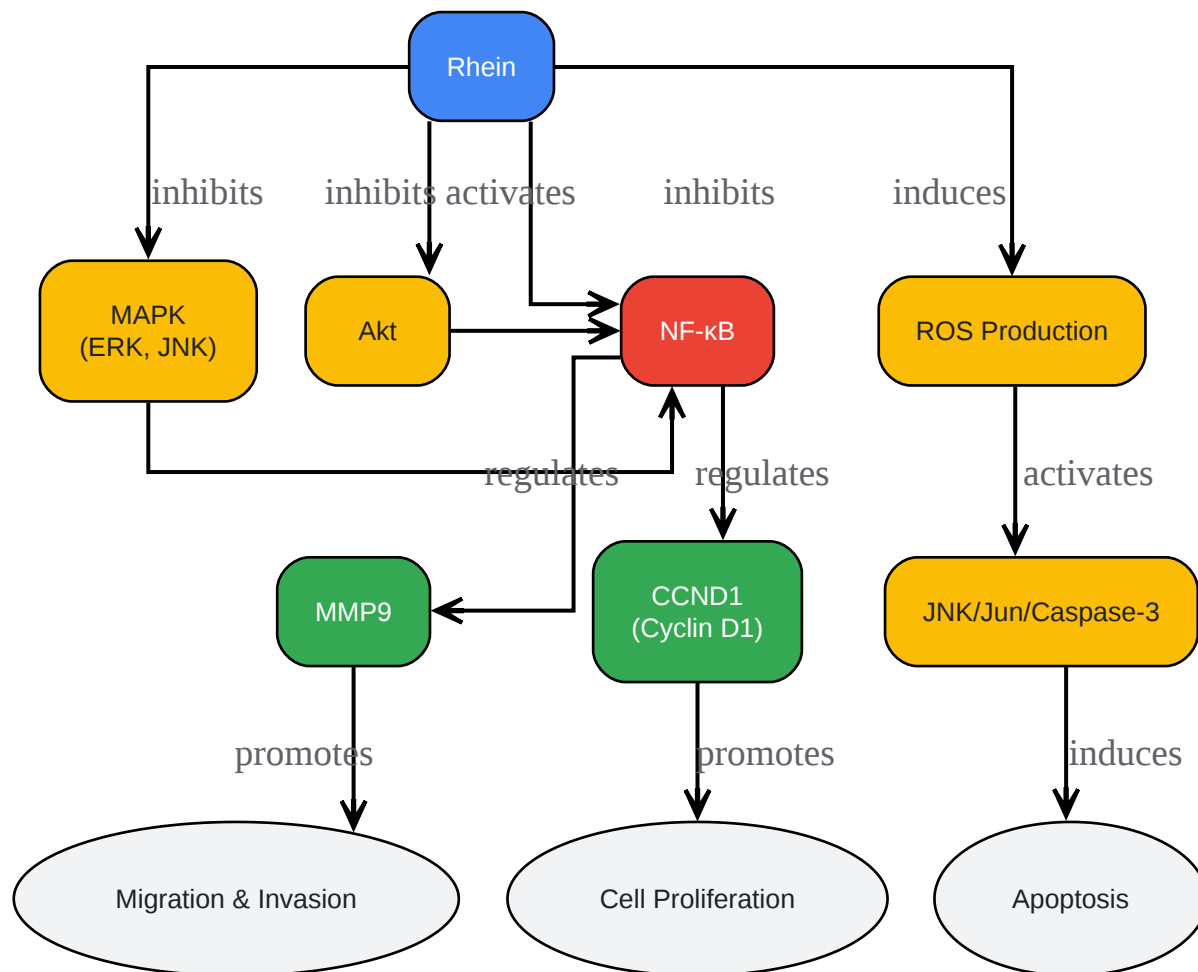 Rhein
inhibits
inhibits
activates
inhibits
induces
MAPK
(ERK, JNK)
Akt
NF-κB
ROS Production
regulates
regulates
activates
MMP9
CCND1
(Cyclin D1)
JNK/Jun/Caspase-3
promotes
promotes
induces
Migration & Invasion
Cell Proliferation
Apoptosis